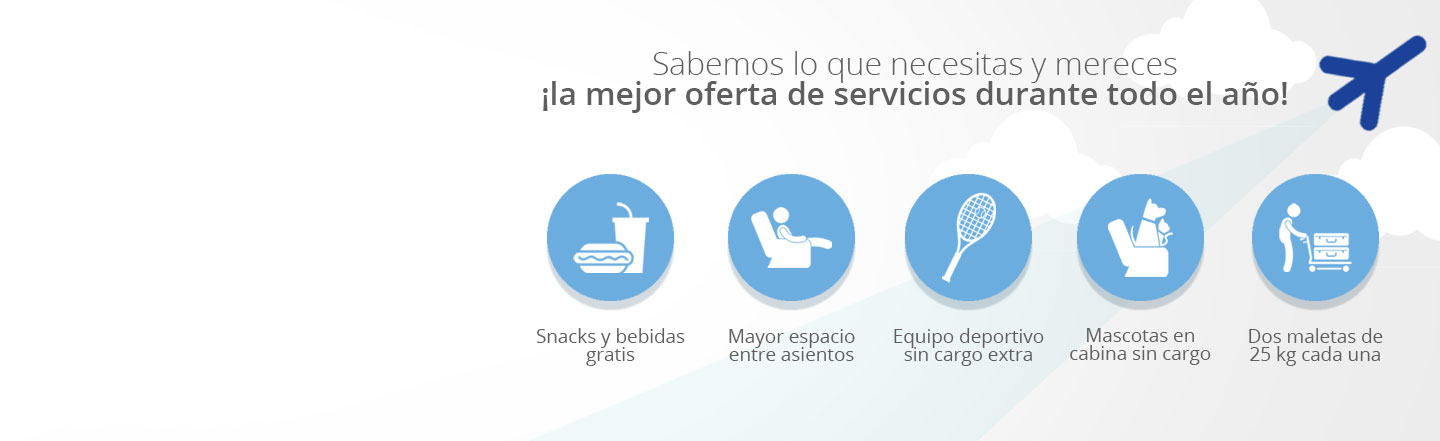 Sabemos lo que necesitas y mereces
¡la mejor oferta de servicios durante todo el año!
Snacks y bebidas
gratis
Mayor espacio
entre asientos
Equipo deportivo
sin cargo extra
Mascotas en
cabina sin cargo
Dos maletas de
25 kg cada una